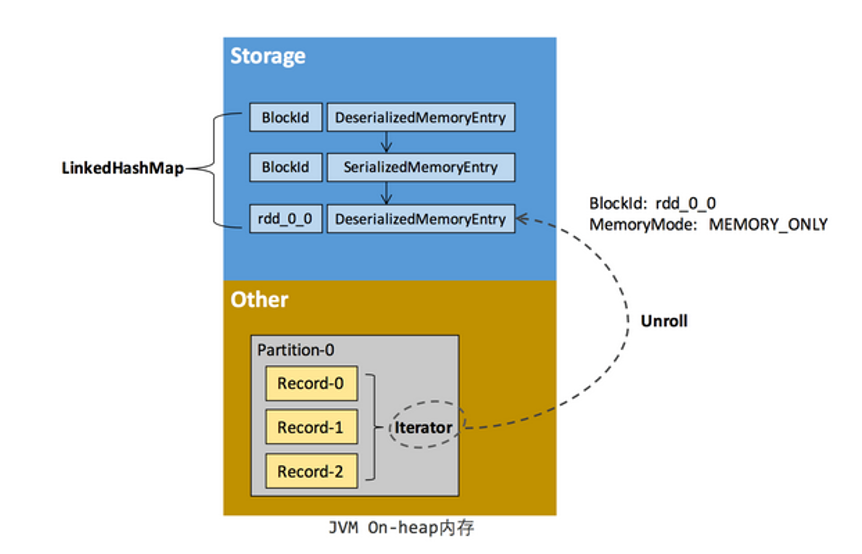 Storage
BlockId DeserializedMemoryEntry
LinkedHashMap
BlockId SerializedMemoryEntry
rdd_0_0 DeserializedMemoryEntry
BlockId: rdd_0_0
MemoryMode: MEMORY_ONLY
Other
Unroll
Partition-0
Record-0
Record-1
Iterator
Record-2
JVM On-heap内存